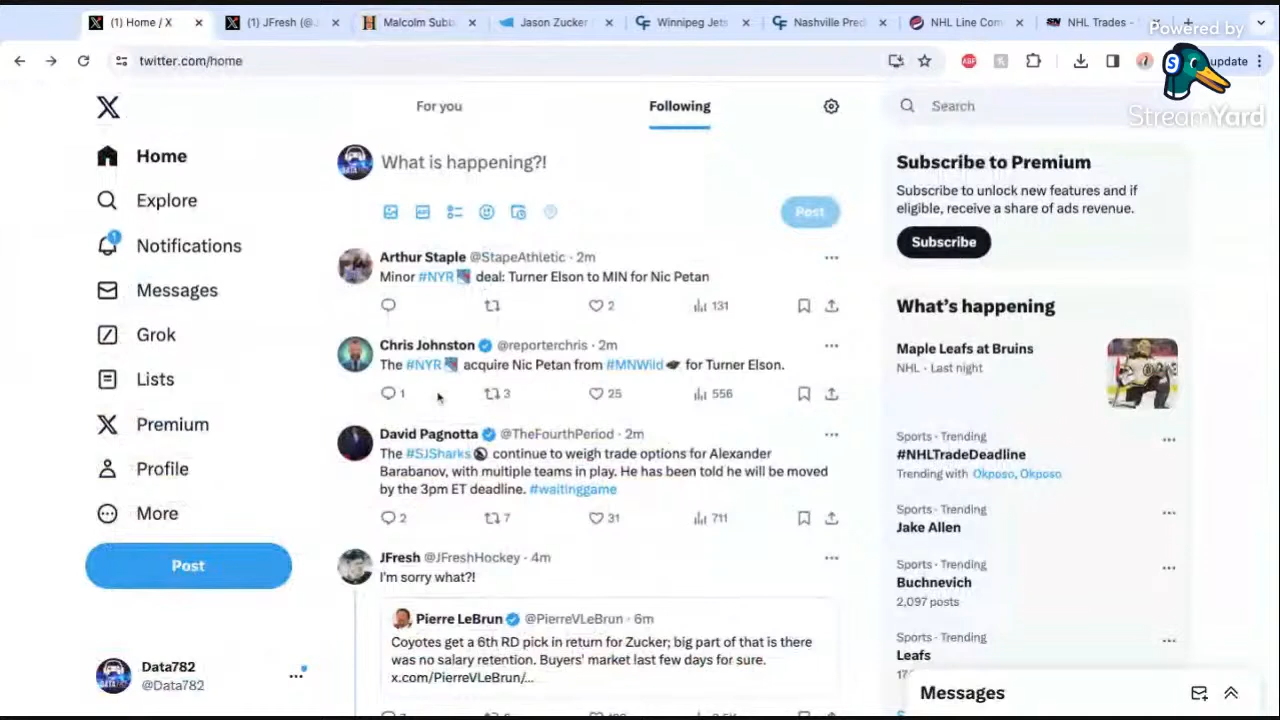 (1) Home / X
(1) JFresh (@J
Malcolm Subb
Jason Zucker
Winnipeg Jets
Nashville Pred
NHL Line Com
NHL Trades -
Powered by
StreamYard
twitter.com/home
update
For you
Following
Search
Home
Explore
Notifications
1
Messages
Grok
Lists
Premium
Profile
More
Post
Data782
@Data782
What is happening?!
GIF
Post
Arthur Staple @StapeAthletic · 2m
Minor #NYR deal: Turner Elson to MIN for Nic Petan
2
131
Chris Johnston @reporterchris · 2m
The #NYR acquire Nic Petan from #MNWild for Turner Elson.
1
3
25
556
David Pagnotta @TheFourthPeriod · 2m
The #SJSharks continue to weigh trade options for Alexander
Barabanov, with multiple teams in play. He has been told he will be moved
by the 3pm ET deadline. #waitinggame
2
7
31
711
JFresh @JFreshHockey · 4m
I'm sorry what?!
Pierre LeBrun @PierreVLeBrun · 6m
Coyotes get a 6th RD pick in return for Zucker; big part of that is there
was no salary retention. Buyers' market last few days for sure.
x.com/PierreVLeBrun/...
Subscribe to Premium
Subscribe to unlock new features and if
eligible, receive a share of ads revenue.
Subscribe
What's happening
Maple Leafs at Bruins
NHL · Last night
Sports · Trending
#NHLTradeDeadline
Trending with Okposo, Okposo
Sports · Trending
Jake Allen
Sports · Trending
Buchnevich
2,097 posts
Sports · Trending
Leafs
Messages